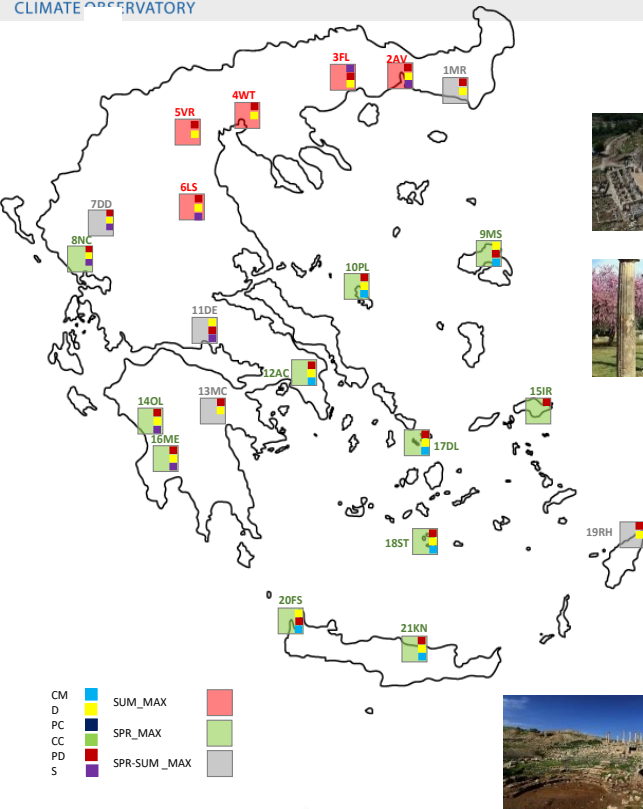 CLIMATE OBSERVATORY
3FL
2AV
1MR
4WT
5VR
6LS
7DD
8NC
9MS
10PL
11DE
12AC
13MC
14OL
15IR
16ME
17DL
18ST
19RH
20FS
21KN
CM
D
PC
CC
PD
S
SUM_MAX
SPR_MAX
SPR-SUM _MAX